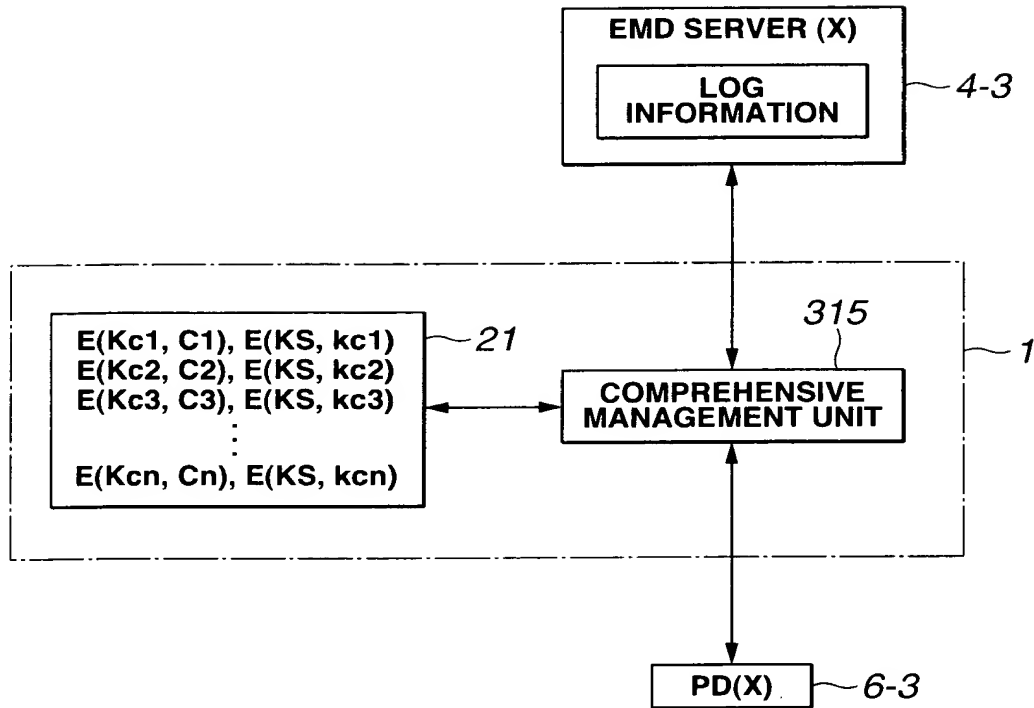 EMD SERVER (X)
LOG
INFORMATION
4-3
E(Kc1, C1), E(KS, kc1)
E(Kc2, C2), E(KS, kc2)
E(Kc3, C3), E(KS, kc3)
E(Kcn, Cn), E(KS, kcn)
21
315
COMPREHENSIVE
MANAGEMENT UNIT
1
PD(X)
6-3